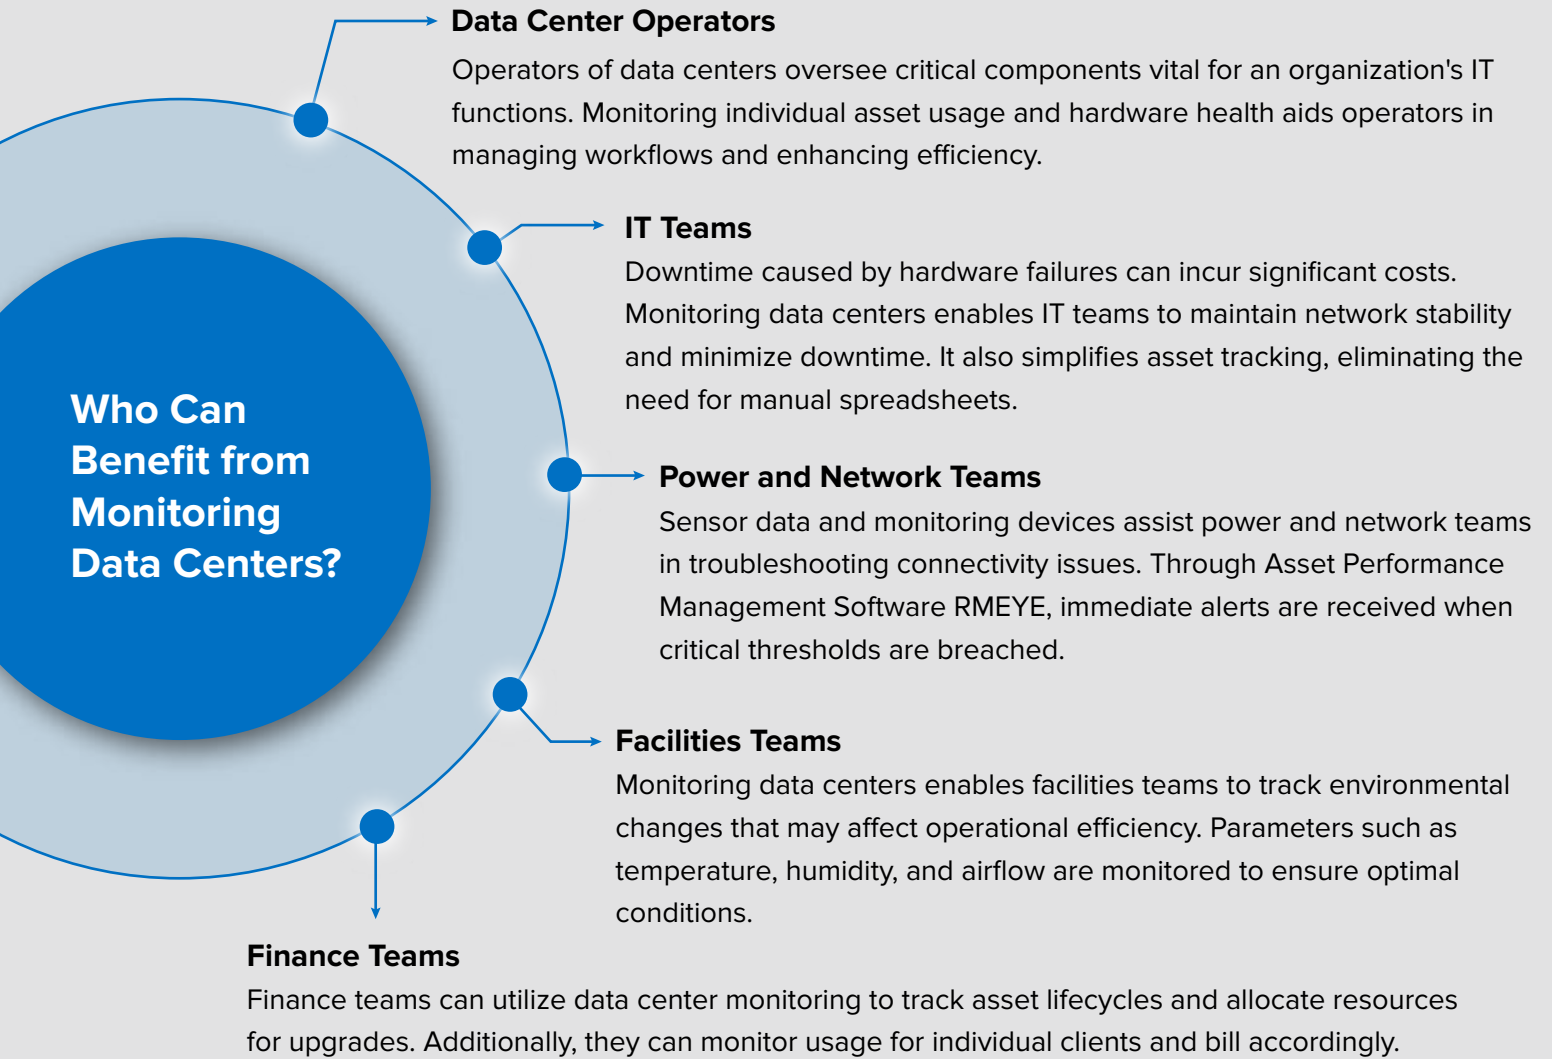 Data Center Operators
Operators of data centers oversee critical components vital for an organization's IT
functions. Monitoring individual asset usage and hardware health aids operators in
managing workflows and enhancing efficiency.
IT Teams
Downtime caused by hardware failures can incur significant costs.
Monitoring data centers enables IT teams to maintain network stability
and minimize downtime. It also simplifies asset tracking, eliminating the
need for manual spreadsheets.
Who Can
Benefit from
Monitoring
Data Centers?
Power and Network Teams
Sensor data and monitoring devices assist power and network teams
in troubleshooting connectivity issues. Through Asset Performance
Management Software RMEYE, immediate alerts are received when
critical thresholds are breached.
Facilities Teams
Monitoring data centers enables facilities teams to track environmental
changes that may affect operational efficiency. Parameters such as
temperature, humidity, and airflow are monitored to ensure optimal
conditions.
Finance Teams
Finance teams can utilize data center monitoring to track asset lifecycles and allocate resources
for upgrades. Additionally, they can monitor usage for individual clients and bill accordingly.